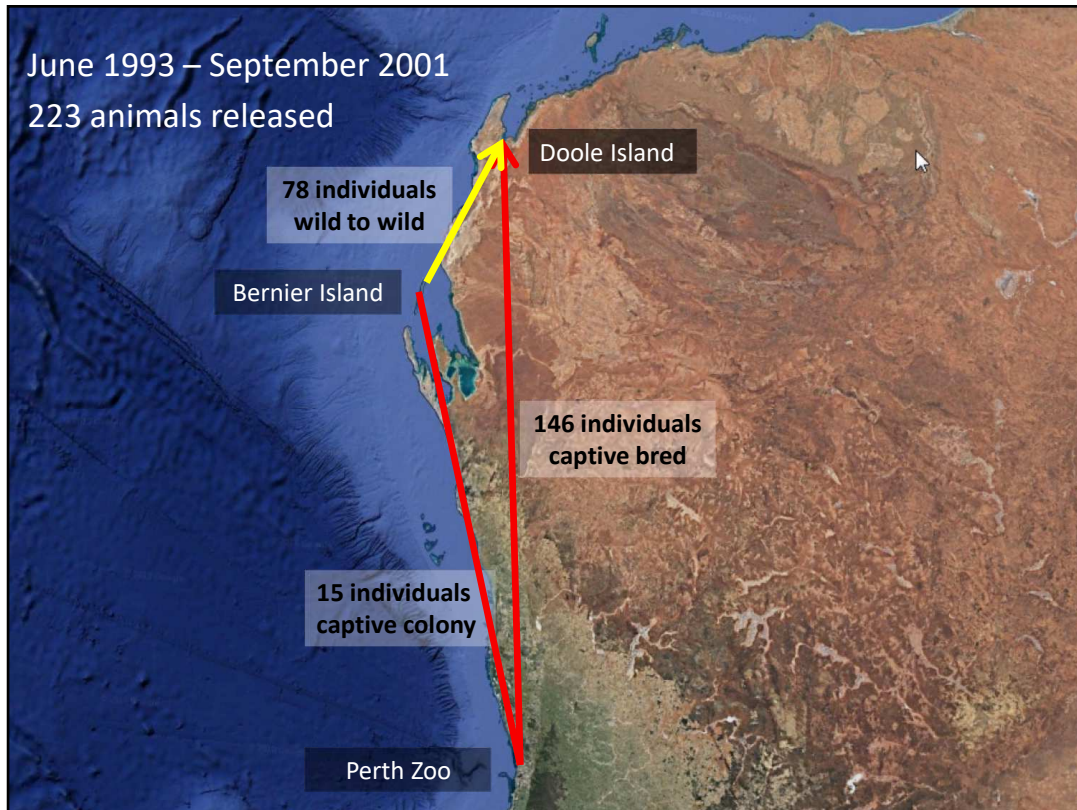 June 1993 – September 2001
223 animals released
Doole Island
78 individuals
wild to wild
Bernier Island
146 individuals
captive bred
15 individuals
captive colony
Perth Zoo